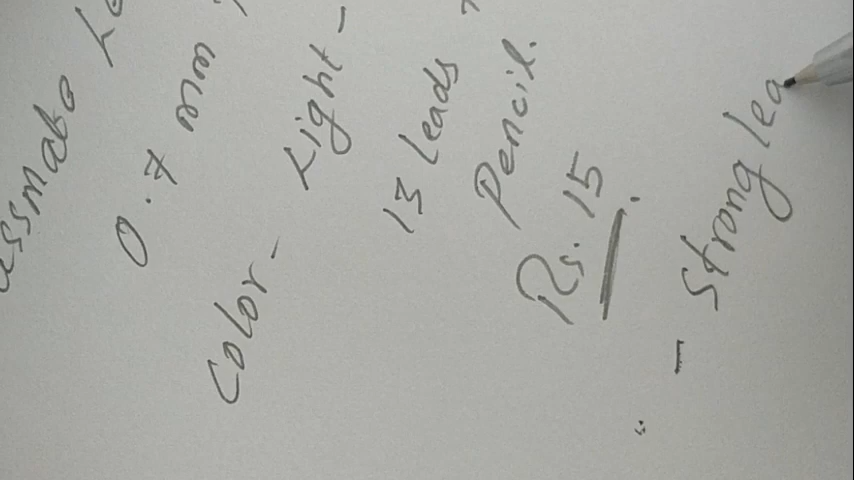 0.7 mm
Color - Light -
13 leads
Pencil.
Rs. 15.
- Strong lea